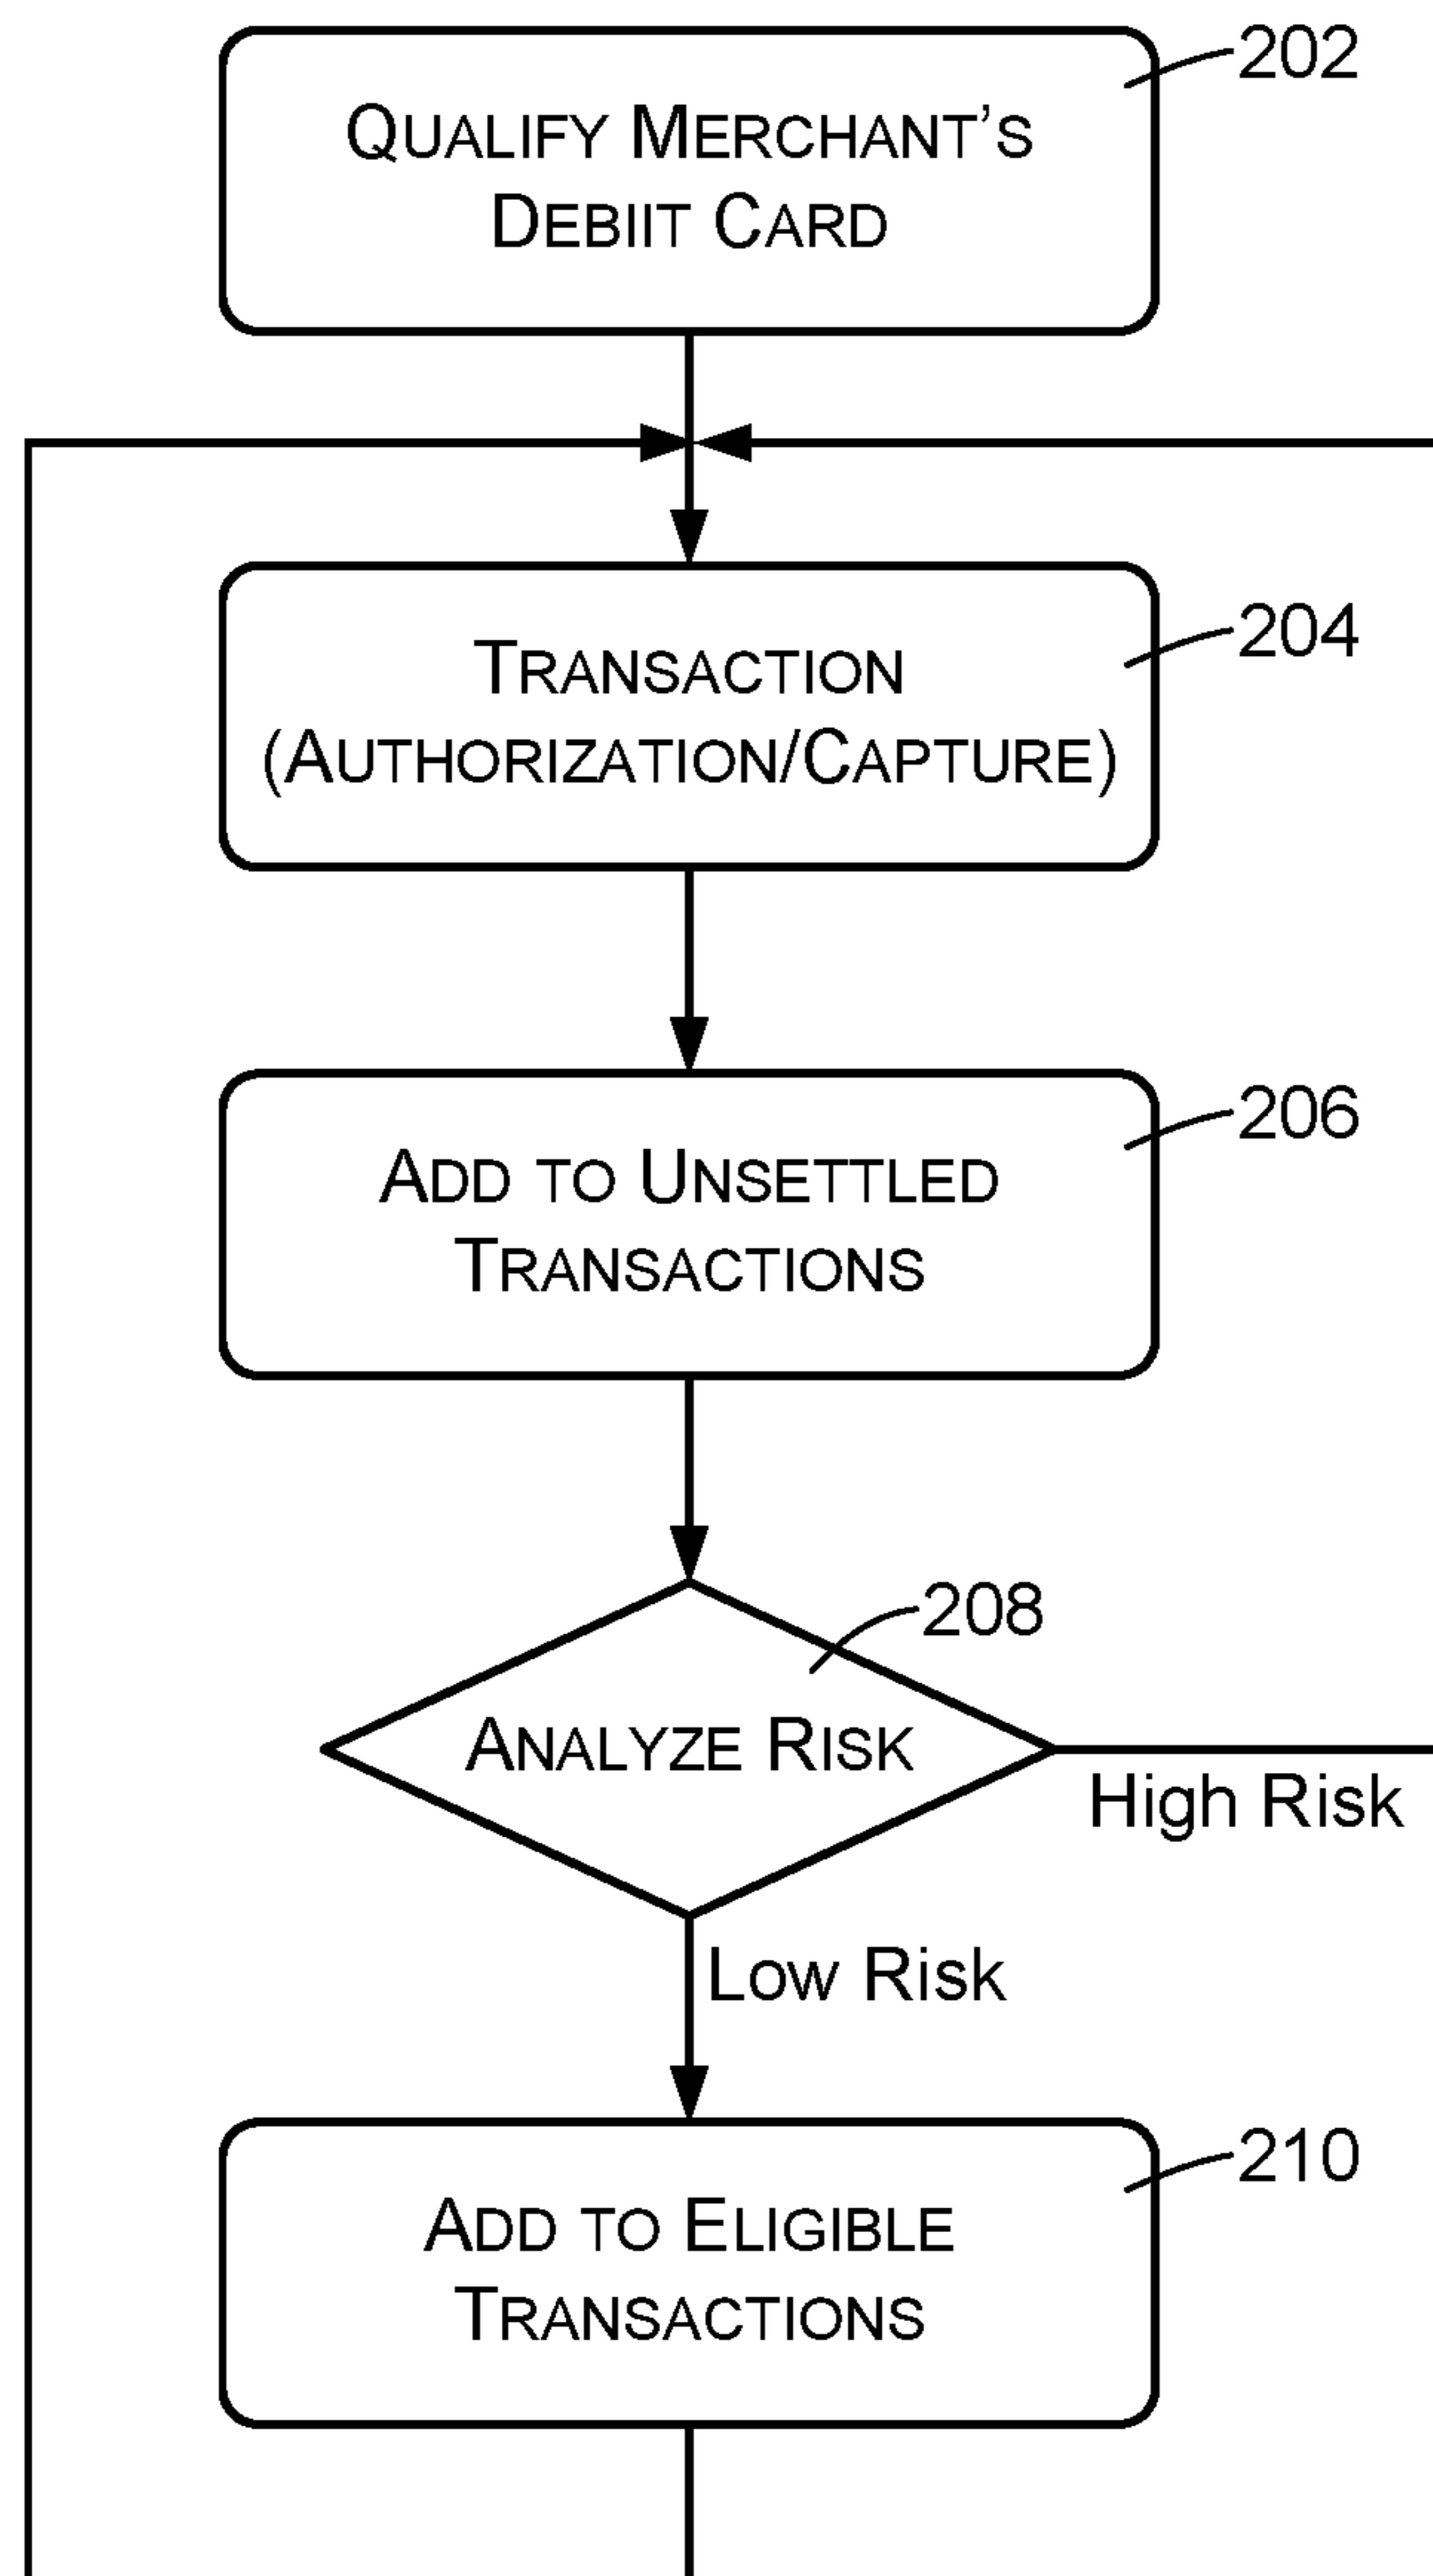 202
Qualify Merchant’s
Debiit Card
204
Transaction
(Authorization/Capture)
206
Add to Unsettled
Transactions
208
Analyze Risk
High Risk
Low Risk
210
Add to Eligible
Transactions